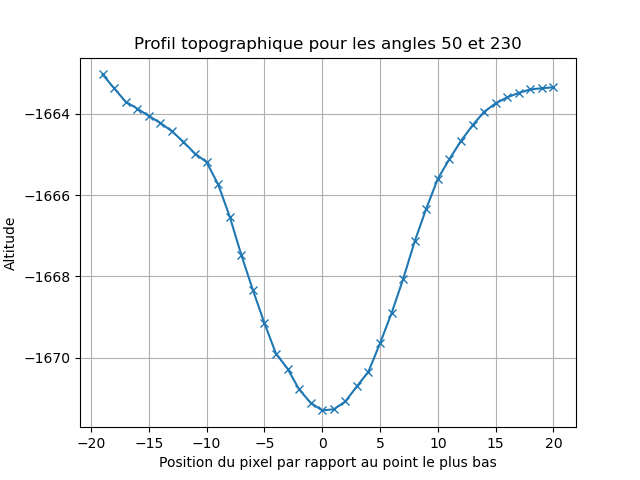 Profil topographique pour les angles 50 et 230
−1664
−1666
−1668
−1670
Altitude
−20 −15 −10 −5 0 5 10 15 20
Position du pixel par rapport au point le plus bas